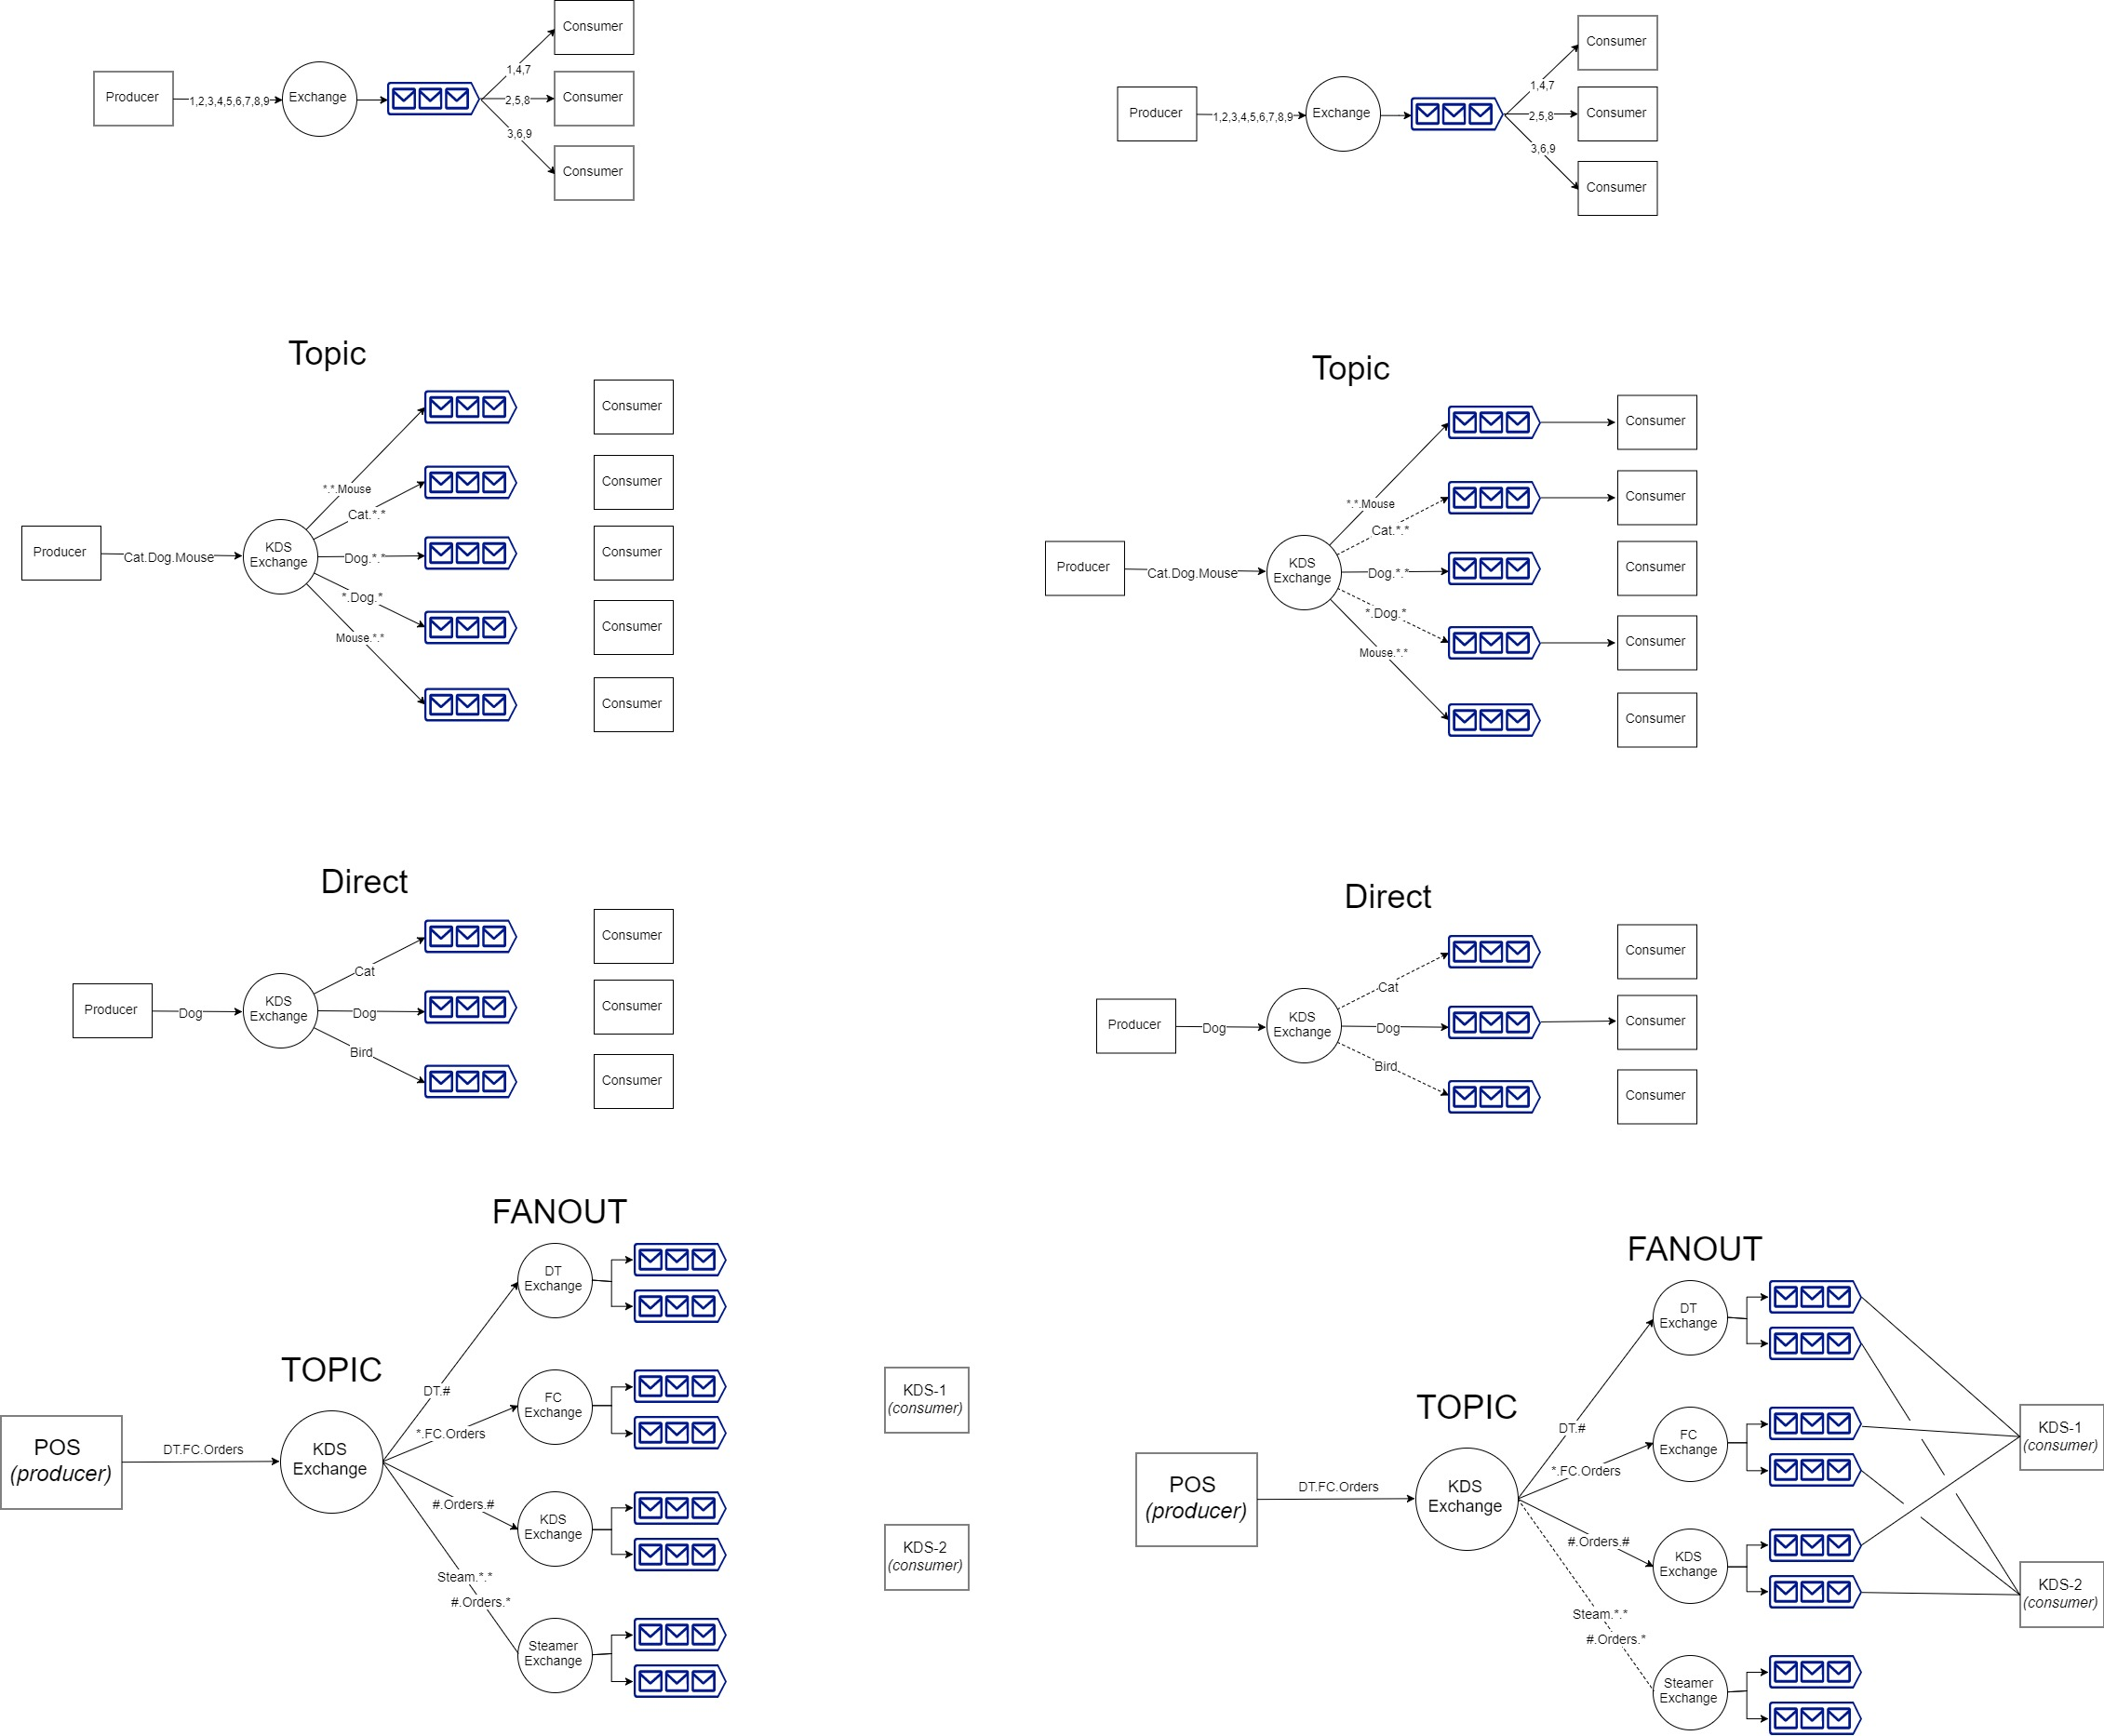 Consumer
1,4,7
Producer
1,2,3,4,5,6,7,8,9
Exchange
2,5,8
Consumer
3,6,9
Consumer
Consumer
1,4,7
Producer
1,2,3,4,5,6,7,8,9
Exchange
2,5,8
Consumer
3,6,9
Consumer
Topic
Consumer
*.*.Mouse
Consumer
Cat.*.*
Producer
Cat.Dog.Mouse
KDS
Exchange
Dog.*.*
Consumer
*.Dog.*
Consumer
Mouse.*.*
Consumer
Topic
Consumer
*.*.Mouse
Consumer
Cat.*.*
Producer
Cat.Dog.Mouse
KDS
Exchange
Dog.*.*
Consumer
*.Dog.*
Consumer
Mouse.*.*
Consumer
Direct
Consumer
Cat
Producer
Dog
KDS
Exchange
Dog
Consumer
Bird
Consumer
Direct
Consumer
Cat
Producer
Dog
KDS
Exchange
Dog
Consumer
Bird
Consumer
FANOUT
DT
Exchange
TOPIC
DT.#
FC
Exchange
KDS-1
(consumer)
*.FC.Orders
POS
(producer)
DT.FC.Orders
KDS
Exchange
#.Orders.#
KDS
Exchange
KDS-2
(consumer)
Steam.*.*
#.Orders.*
Steamer
Exchange
FANOUT
DT
Exchange
TOPIC
DT.#
FC
Exchange
KDS-1
(consumer)
*.FC.Orders
POS
(producer)
DT.FC.Orders
KDS
Exchange
#.Orders.#
KDS
Exchange
KDS-2
(consumer)
Steam.*.*
#.Orders.*
Steamer
Exchange